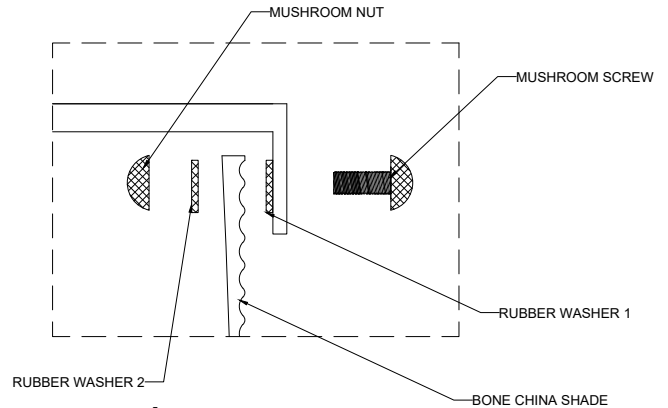 MUSHROOM NUT
MUSHROOM SCREW
RUBBER WASHER 1
RUBBER WASHER 2
BONE CHINA SHADE